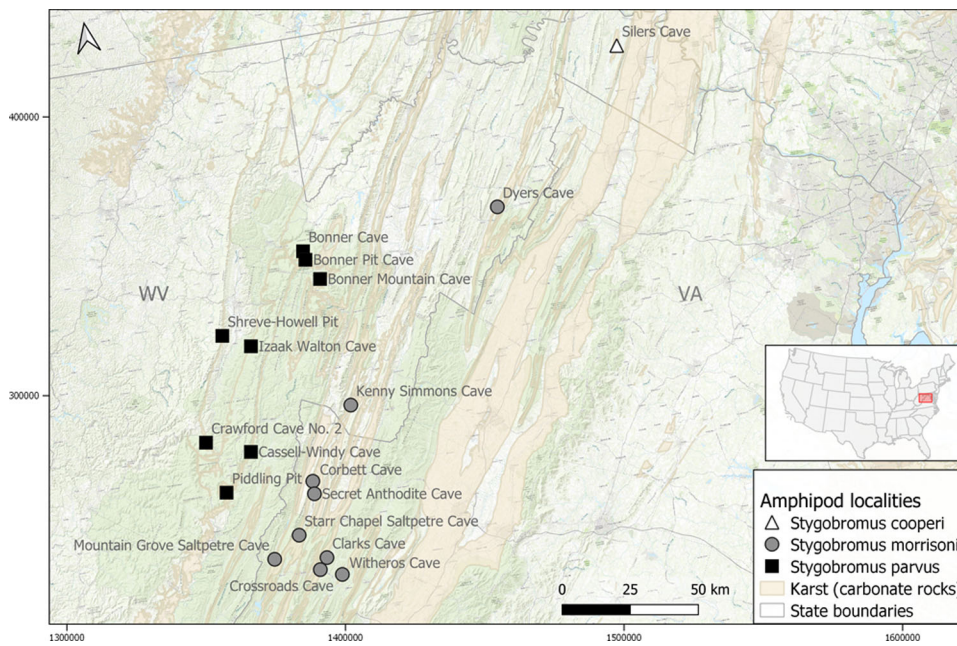 Silers Cave
400000
Dyers Cave
Bonner Cave
Bonner Pit Cave
Bonner Mountain Cave
WV
VA
Shreve-Howell Pit
Izaak Walton Cave
Kenny Simmons Cave
300000
Crawford Cave No. 2
Cassell-Windy Cave
Corbett Cave
Piddling Pit
Secret Anthodite Cave
Starr Chapel Saltpetre Cave
Mountain Grove Saltpetre Cave
Clarks Cave
Witheros Cave
Crossroads Cave
0 25 50 km
Amphipod localities
Stygobromus cooperi
Stygobromus morrisoni
Stygobromus parvus
Karst (carbonate rocks)
State boundaries
1300000 1400000 1500000 1600000